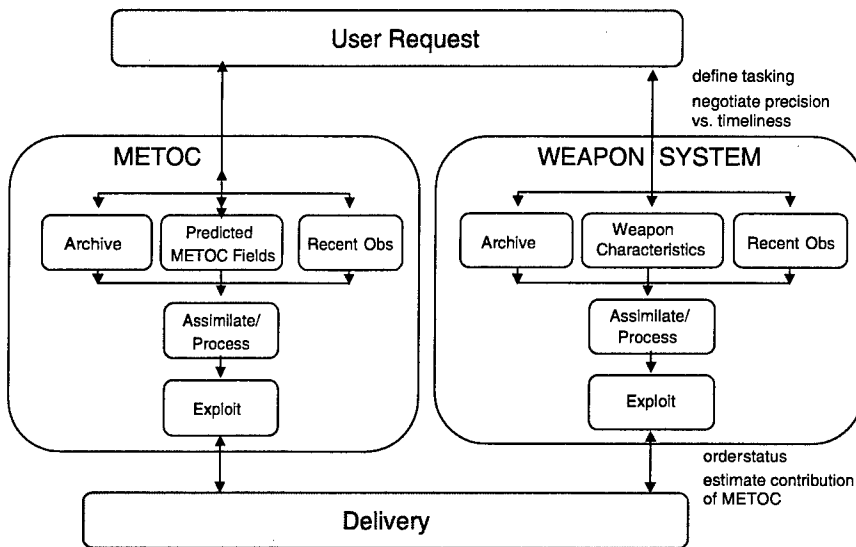 User Request
define tasking
negotiate precision
vs. timeliness
METOC
Archive
Predicted
METOC Fields
Recent Obs
Assimilate/
Process
Exploit
WEAPON SYSTEM
Archive
Weapon
Characteristics
Recent Obs
Assimilate/
Process
Exploit
orderstatus
estimate contribution
of METOC
Delivery